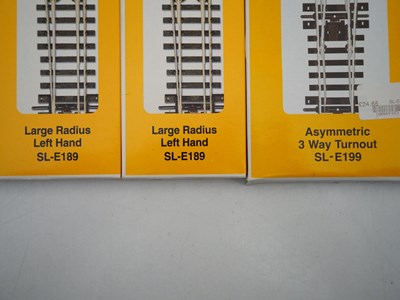 Large Radius
Left Hand
SL-E189
Large Radius
Left Hand
SL-E189
Asymmetric
3 Way Turnout
SL-E199